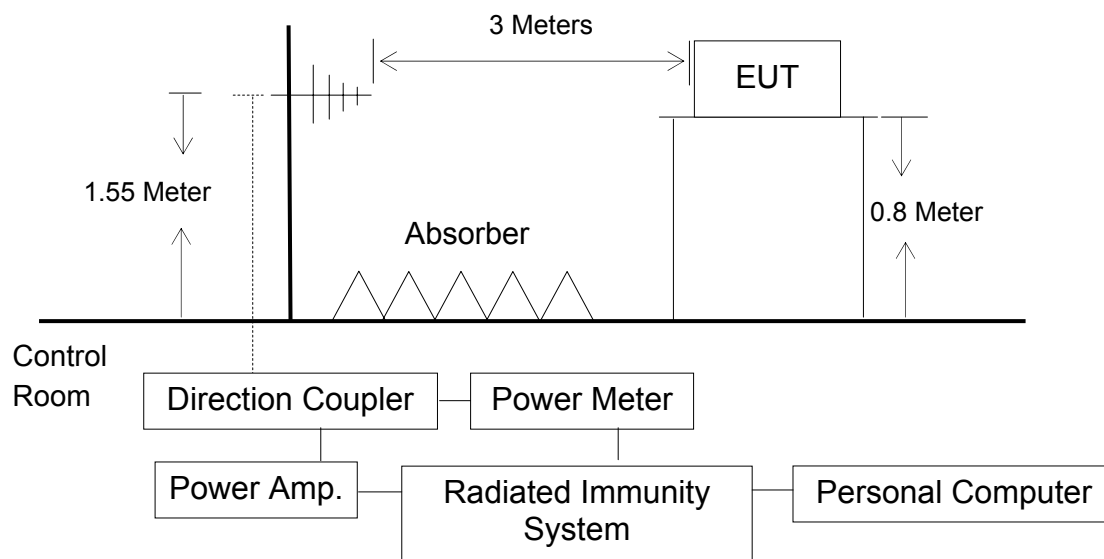 3 Meters
EUT
1.55 Meter
0.8 Meter
Absorber
Control
Room
Direction Coupler
Power Meter
Power Amp.
Radiated Immunity
System
Personal Computer